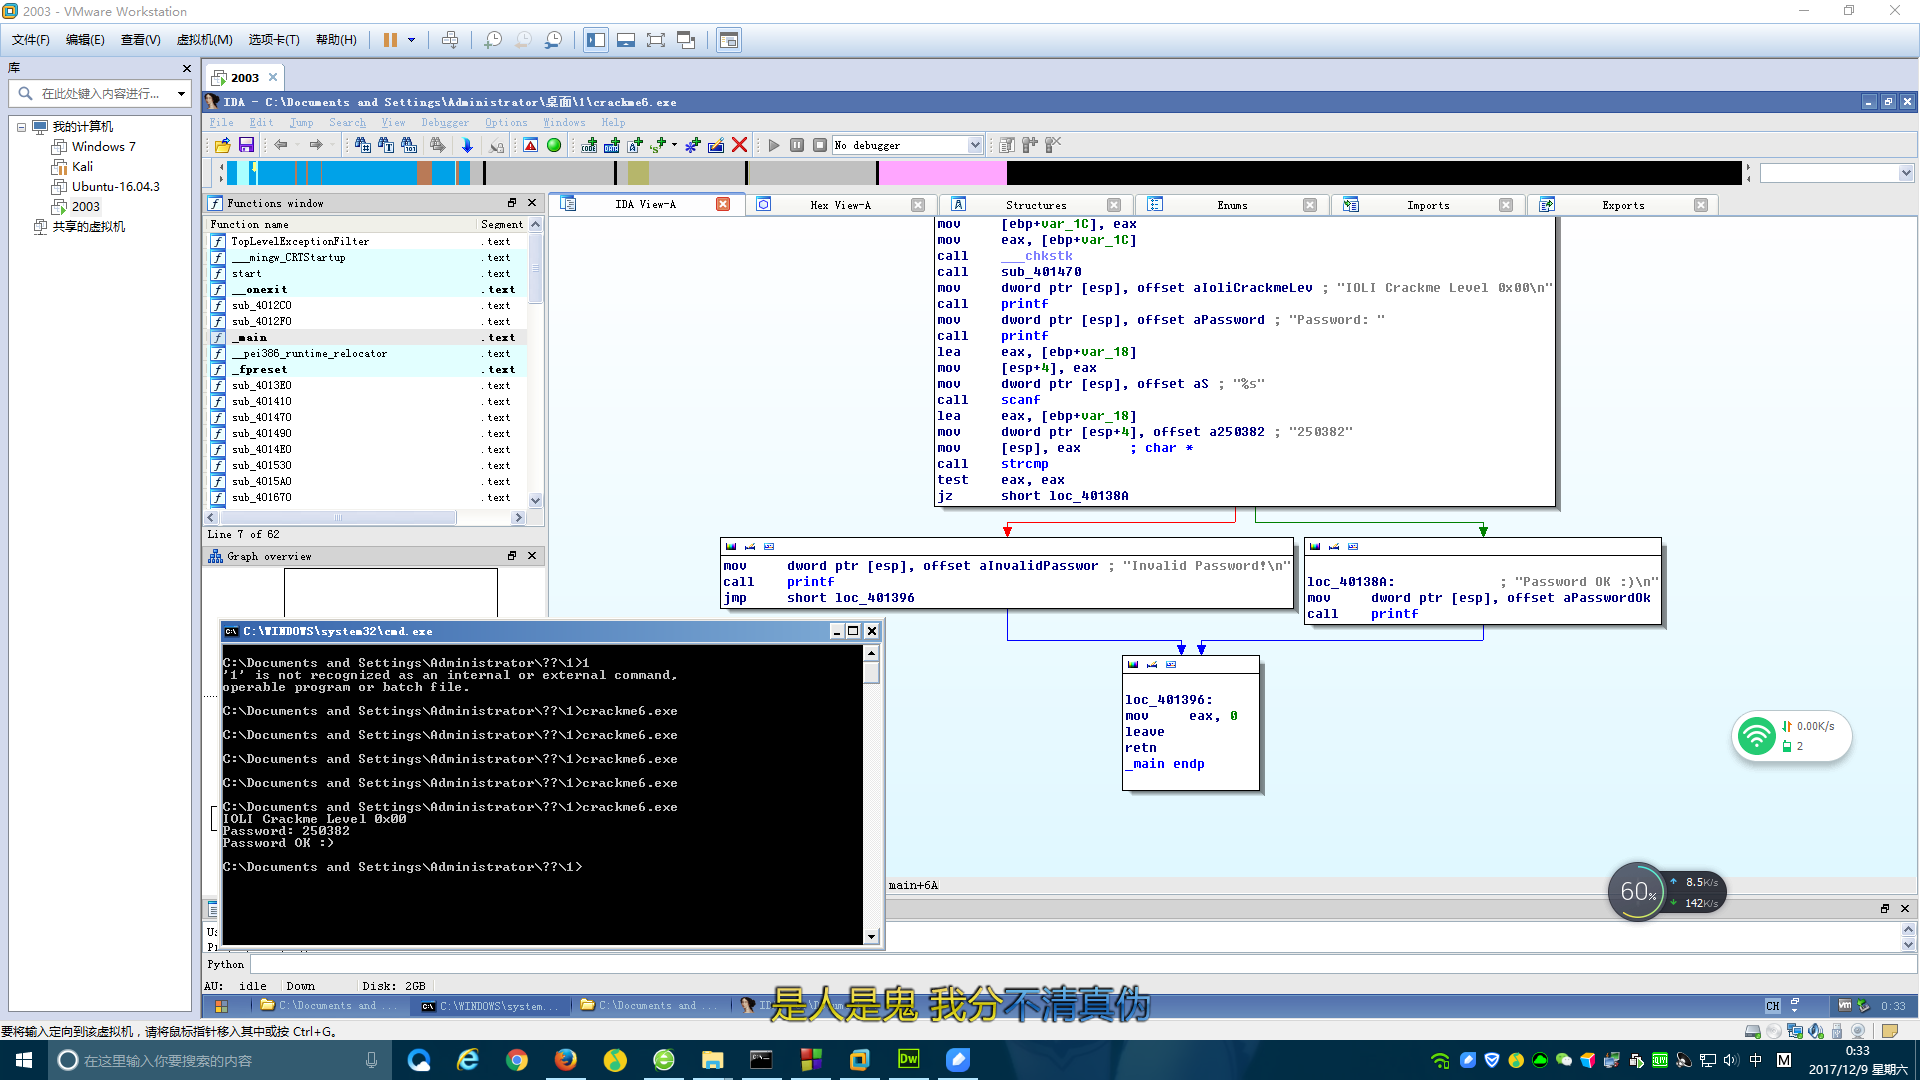 2003 - VMware Workstation
文件(F) 编辑(E) 查看(V) 虚拟机(M) 选项卡(T) 帮助(H)
库
在此处键入内容进行...
我的计算机
Windows 7
Kali
Ubuntu-16.04.3
2003
共享的虚拟机
2003
IDA - C:\Documents and Settings\Administrator\桌面\1\crackme6.exe
File Edit Jump Search View Debugger Options Windows Help
No debugger
Functions window
Function name Segment
TopLevelExceptionFilter .text
___mingw_CRTStartup .text
start .text
__onexit .text
sub_4012C0 .text
sub_4012F0 .text
_main .text
__pei386_runtime_relocator .text
_fpreset .text
sub_4013E0 .text
sub_401410 .text
sub_401470 .text
sub_401490 .text
sub_4014E0 .text
sub_401530 .text
sub_4015A0 .text
sub_401670 .text
Line 7 of 62
Graph overview
IDA View-A Hex View-A Structures Enums Imports Exports
mov [ebp+var_1C], eax
mov eax, [ebp+var_1C]
call ___chkstk
call sub_401470
mov dword ptr [esp], offset aIoliCrackmeLev ; "IOLI Crackme Level 0x00\n"
call printf
mov dword ptr [esp], offset aPassword ; "Password: "
call printf
lea eax, [ebp+var_18]
mov [esp+4], eax
mov dword ptr [esp], offset aS ; "%s"
call scanf
lea eax, [ebp+var_18]
mov dword ptr [esp+4], offset a250382 ; "250382"
mov [esp], eax ; char *
call strcmp
test eax, eax
jz short loc_40138A
mov dword ptr [esp], offset aInvalidPasswor ; "Invalid Password!\n"
call printf
jmp short loc_401396
loc_40138A: ; "Password OK :)\n"
mov dword ptr [esp], offset aPasswordOk
call printf
loc_401396:
mov eax, 0
leave
retn
_main endp
C:\WINDOWS\system32\cmd.exe
C:\Documents and Settings\Administrator\??\1>1
'1' is not recognized as an internal or external command,
operable program or batch file.
C:\Documents and Settings\Administrator\??\1>crackme6.exe
C:\Documents and Settings\Administrator\??\1>crackme6.exe
C:\Documents and Settings\Administrator\??\1>crackme6.exe
C:\Documents and Settings\Administrator\??\1>crackme6.exe
C:\Documents and Settings\Administrator\??\1>crackme6.exe
IOLI Crackme Level 0x00
Password: 250382
Password OK :)
C:\Documents and Settings\Administrator\??\1>
main+6A
0.00K/s
2
60%
8.5K/s
142K/s
Python
AU: idle Down Disk: 2GB
C:\Documents and ... C:\WINDOWS\system... C:\Documents and ... CH 0:33
是人是鬼 我分不清真伪
要将输入定向到该虚拟机，请将鼠标指针移入其中或按 Ctrl+G。
在这里输入你要搜索的内容
Dw
中 M
0:33
2017/12/9 星期六